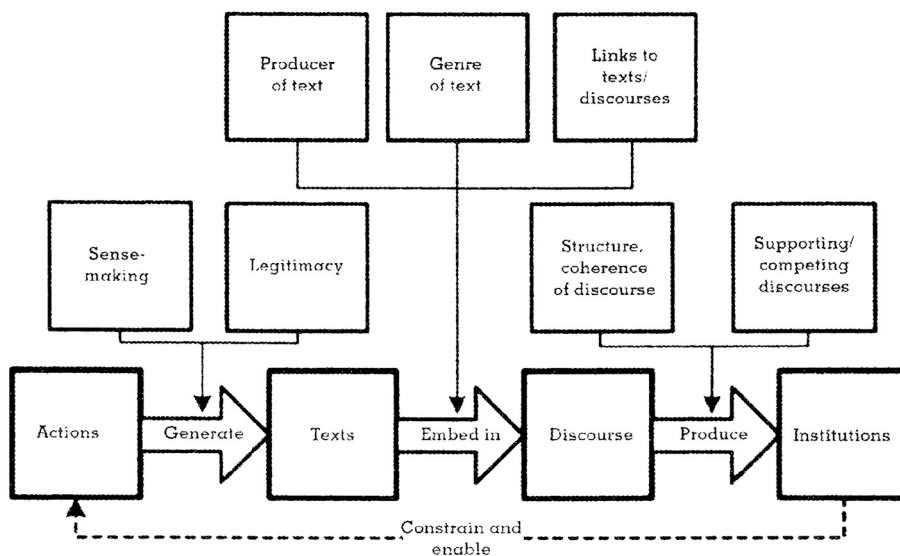 Producer
of text
Genre
of text
Links to
texts/
discourses
Sense-
making
Legitimacy
Structure,
coherence
of discourse
Supporting/
competing
discourses
Actions
Generate
Texts
Embed in
Discourse
Produce
Institutions
Constrain and
enable